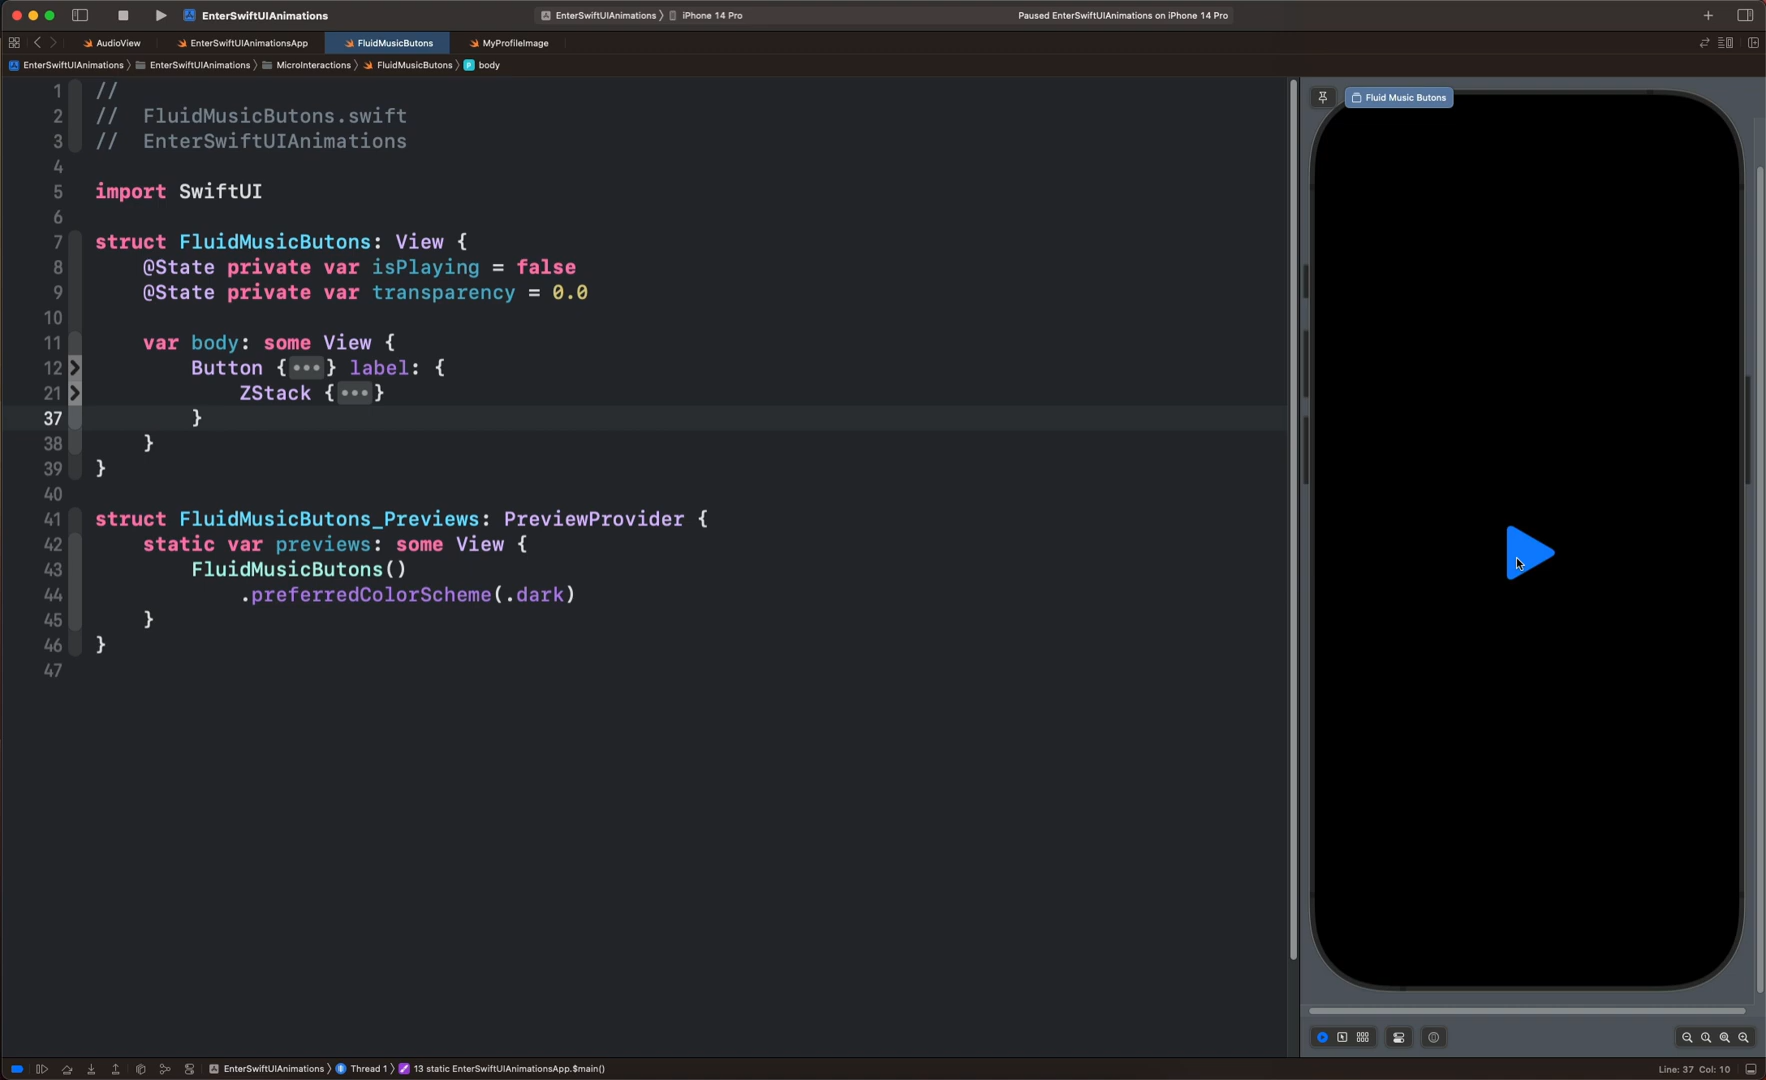 EnterSwiftUIAnimations
EnterSwiftUIAnimations
iPhone 14 Pro
Paused EnterSwiftUIAnimations on iPhone 14 Pro
AudioView
EnterSwiftUIAnimationsApp
FluidMusicButons
MyProfileImage
EnterSwiftUIAnimations
EnterSwiftUIAnimations
MicroInteractions
FluidMusicButons
body
1 //
2 // FluidMusicButons.swift
3 // EnterSwiftUIAnimations
4
5 import SwiftUI
6
7 struct FluidMusicButons: View {
8 @State private var isPlaying = false
9 @State private var transparency = 0.0
10
11 var body: some View {
12 Button {•••} label: {
21 ZStack {•••}
37 }
38 }
39 }
40
41 struct FluidMusicButons_Previews: PreviewProvider {
42 static var previews: some View {
43 FluidMusicButons()
44 .preferredColorScheme(.dark)
45 }
46 }
47
Fluid Music Butons
EnterSwiftUIAnimations
Thread 1
13 static EnterSwiftUIAnimationsApp.$main()
Line: 37 Col: 10